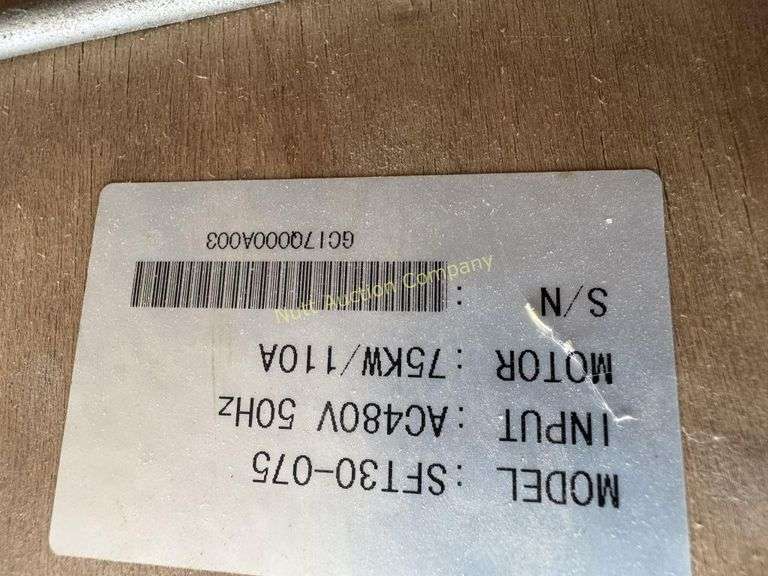 MODEL : SFT30-075
INPUT : AC480V 50Hz
MOTOR : 75KW/110A
S/N :
GC17Q000A003
Nutt Auction Company